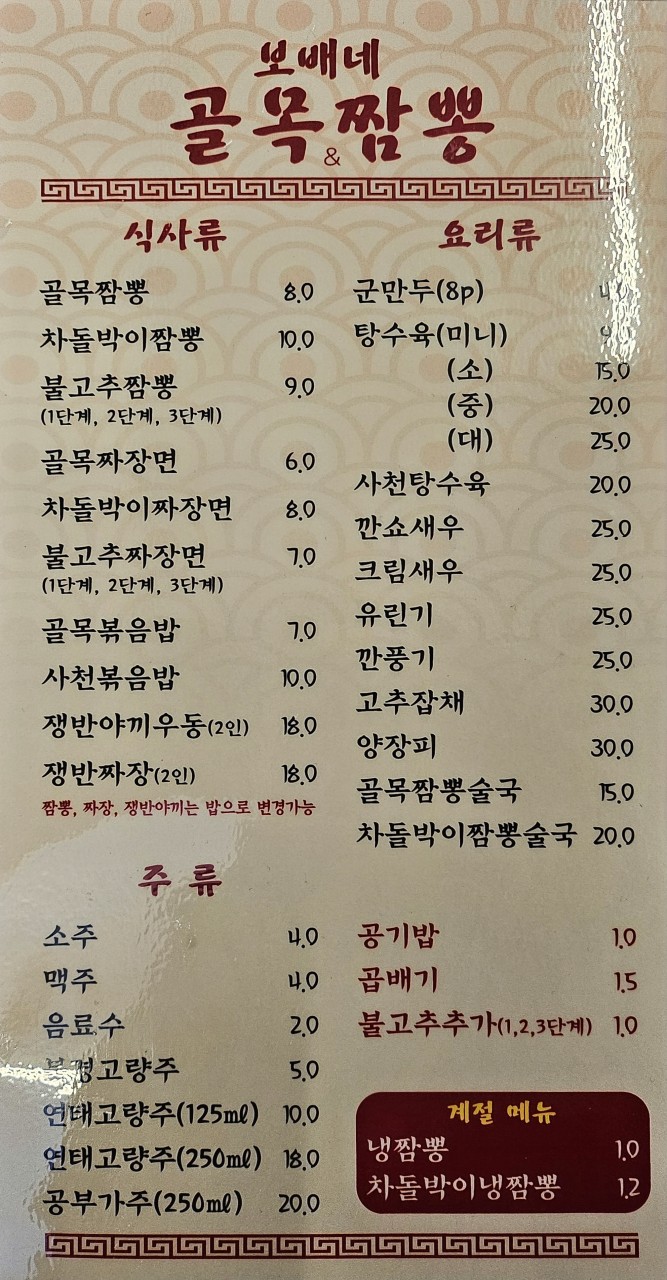 보배네
골목짬뽕
&
식사류
골목짬뽕 8.0
차돌박이짬뽕 10.0
불고추짬뽕 9.0
(1단계, 2단계, 3단계)
골목짜장면 6.0
차돌박이짜장면 8.0
불고추짜장면 7.0
(1단계, 2단계, 3단계)
골목볶음밥 7.0
사천볶음밥 10.0
쟁반야끼우동(2인) 18.0
쟁반짜장(2인) 18.0
짬뽕, 짜장, 쟁반야끼는 밥으로 변경가능
주류
소주 4.0
맥주 4.0
음료수 2.0
북경고량주 5.0
연태고량주(125㎖) 10.0
연태고량주(250㎖) 18.0
공부가주(250㎖) 20.0
요리류
군만두(8p)
탕수육(미니)
(소) 15.0
(중) 20.0
(대) 25.0
사천탕수육 20.0
깐쇼새우 25.0
크림새우 25.0
유린기 25.0
깐풍기 25.0
고추잡채 30.0
양장피 30.0
골목짬뽕술국 15.0
차돌박이짬뽕술국 20.0
공기밥 1.0
곱배기 1.5
불고추추가(1,2,3단계) 1.0
계절 메뉴
냉짬뽕 1.0
차돌박이냉짬뽕 1.2